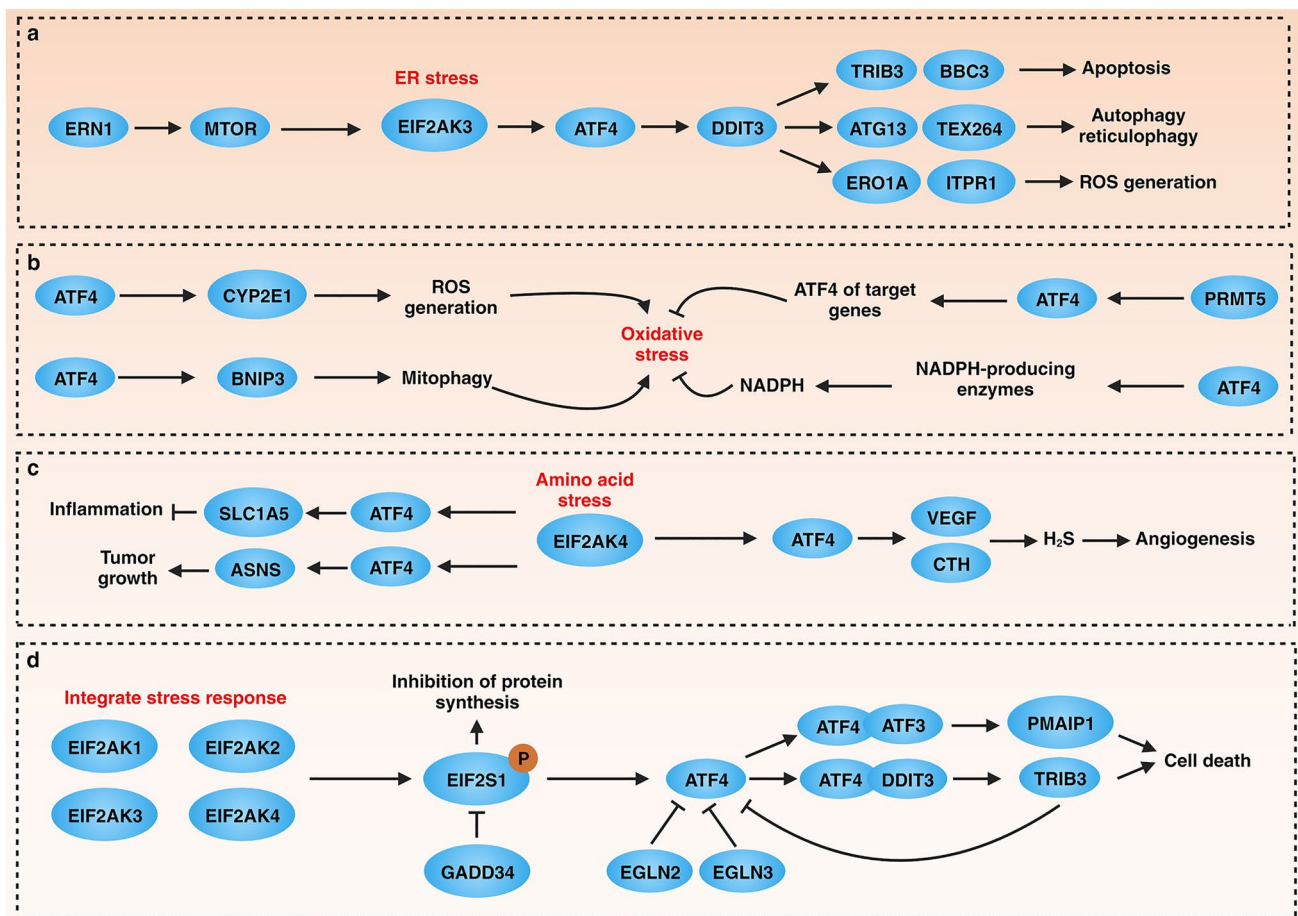 a
ER stress
ERN1
MTOR
EIF2AK3
ATF4
DDIT3
TRIB3
BBC3
Apoptosis
ATG13
TEX264
Autophagy
reticulophagy
ERO1A
ITPR1
ROS generation
b
ATF4
CYP2E1
ROS
generation
Oxidative
stress
ATF4 of target
genes
ATF4
PRMT5
ATF4
BNIP3
Mitophagy
NADPH
NADPH-producing
enzymes
ATF4
c
Amino acid
stress
Inflammation
SLC1A5
ATF4
EIF2AK4
Tumor
growth
ASNS
ATF4
ATF4
VEGF
CTH
H₂S
Angiogenesis
d
Integrate stress response
EIF2AK1
EIF2AK2
EIF2AK3
EIF2AK4
Inhibition of protein
synthesis
EIF2S1
P
GADD34
ATF4
EGLN2
EGLN3
ATF4
ATF3
PMAIP1
ATF4
DDIT3
TRIB3
Cell death